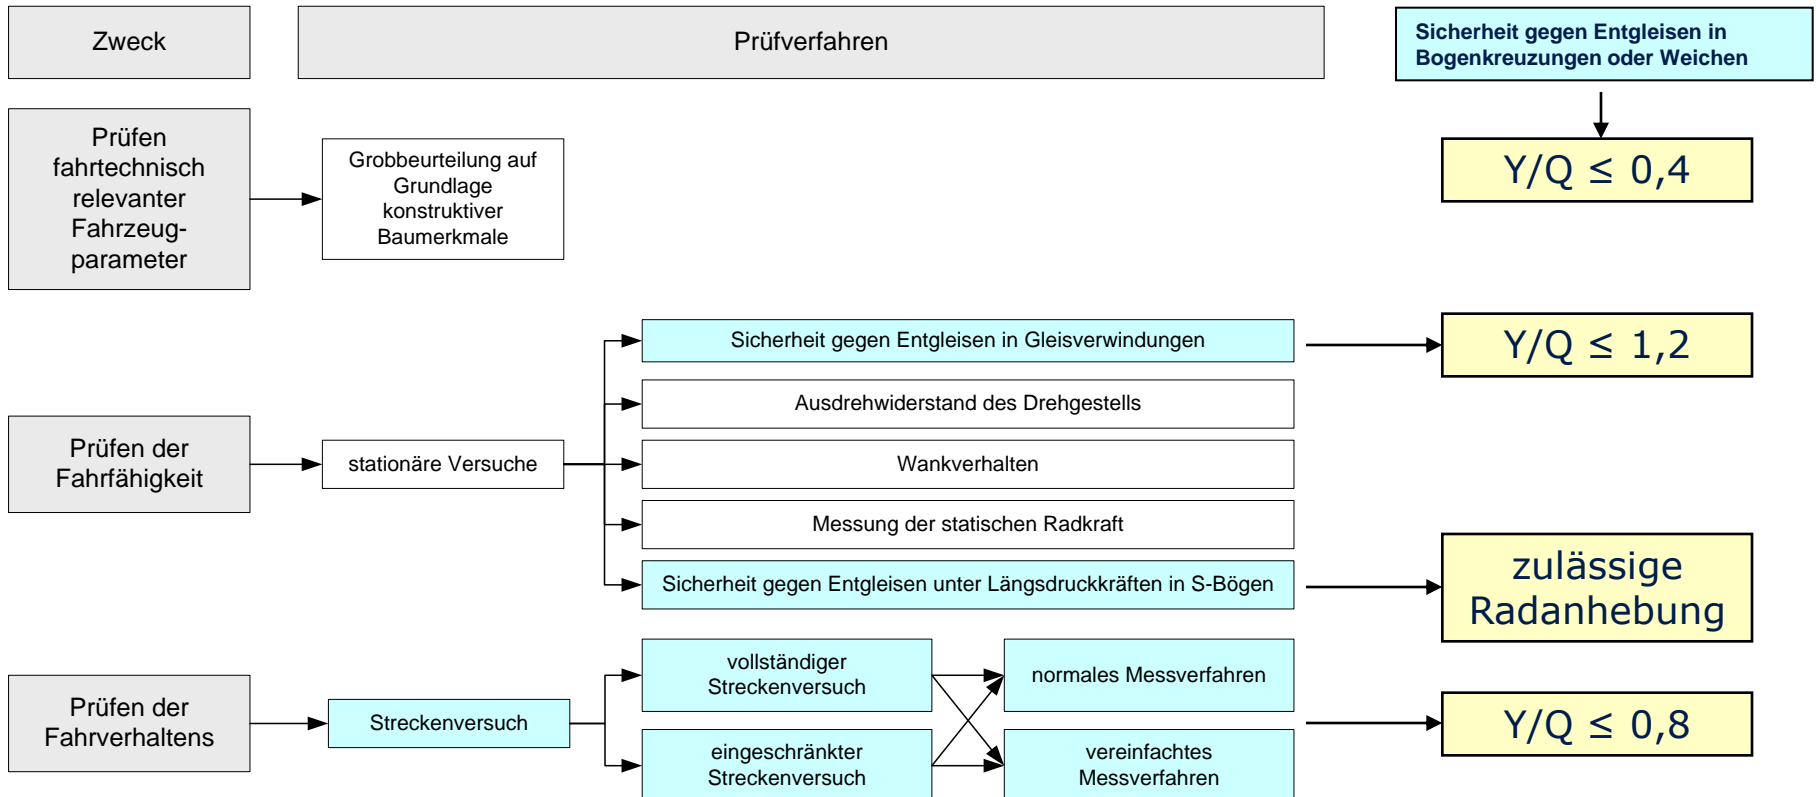 Zweck
Prüfverfahren
Sicherheit gegen Entgleisen in
Bogenkreuzungen oder Weichen
Prüfen
fahrtechnisch
relevanter
Fahrzeug-
parameter
Grobbeurteilung auf
Grundlage
konstruktiver
Baumerkmale
Y/Q ≤ 0,4
Sicherheit gegen Entgleisen in Gleisverwindungen
Y/Q ≤ 1,2
Ausdrehwiderstand des Drehgestells
Prüfen der
Fahrfähigkeit
stationäre Versuche
Wankverhalten
Messung der statischen Radkraft
Sicherheit gegen Entgleisen unter Längsdruckkräften in S-Bögen
zulässige
Radanhebung
Prüfen der
Fahrverhaltens
Streckenversuch
vollständiger
Streckenversuch
normales Messverfahren
eingeschränkter
Streckenversuch
vereinfachtes
Messverfahren
Y/Q ≤ 0,8